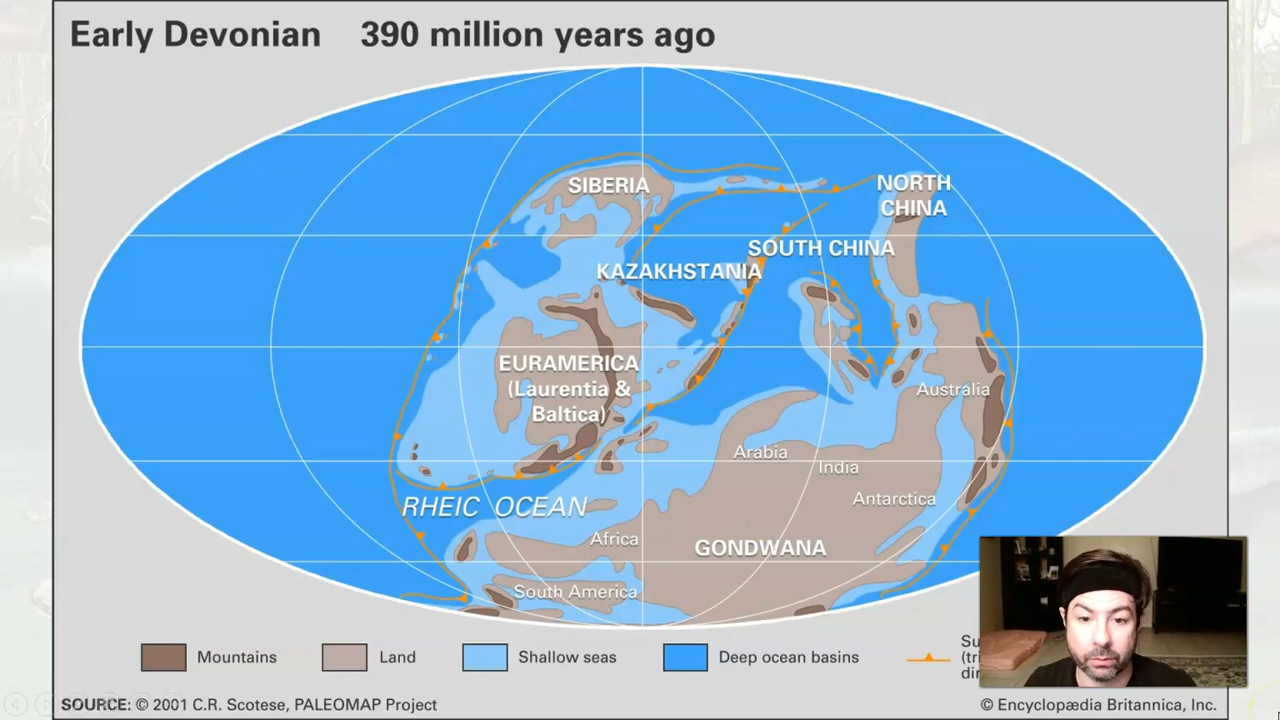 Early Devonian 390 million years ago
SIBERIA
NORTH
CHINA
SOUTH CHINA
KAZAKHSTANIA
EURAMERICA
(Laurentia &
Baltica)
Australia
Arabia
India
Antarctica
RHEIC OCEAN
Africa
GONDWANA
South America
Mountains
Land
Shallow seas
Deep ocean basins
SOURCE: © 2001 C.R. Scotese, PALEOMAP Project
© Encyclopædia Britannica, Inc.